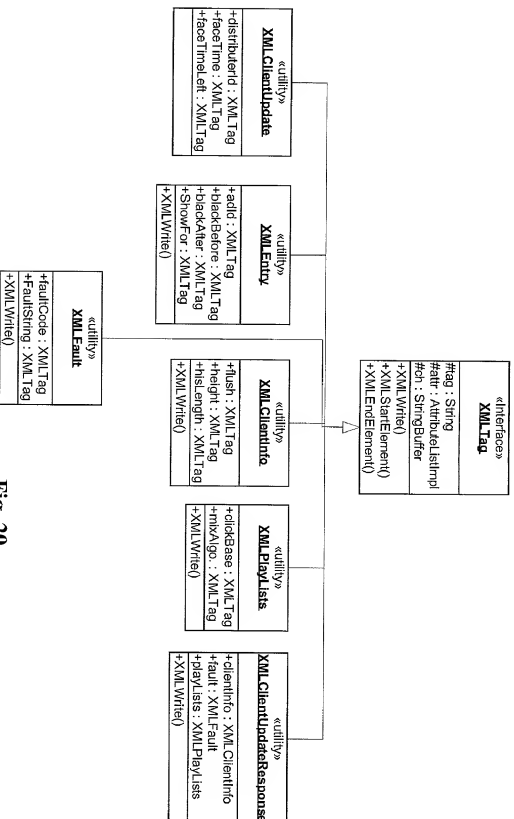 «Interface»
XMLTag
#tag : String
#attr : AttributeListImpl
#ch : StringBuffer
+XMLWrite()
+XMLStartElement()
+XMLEndElement()
«utility»
XMLClientUpdate
+distributerId : XMLTag
+faceTime : XMLTag
+faceTimeLeft : XMLTag
«utility»
XMLEntry
+adId : XMLTag
+blackBefore : XMLTag
+blackAfter : XMLTag
+ShowFor : XMLTag
+XMLWrite()
«utility»
XMLClientInfo
+flush : XMLTag
+height : XMLTag
+hisLength : XMLTag
+XMLWrite()
«utility»
XMLPlayLists
+clickBase : XMLTag
+mixAlgo. : XMLTag
+XMLWrite()
«utility»
XMLClientUpdateResponse
+clientInfo : XMLClientInfo
+fault : XMLFault
+playLists : XMLPlayLists
+XMLWrite()
«utility»
XMLFault
+faultCode : XMLTag
+FaultString : XMLTag
+XMLWrite()